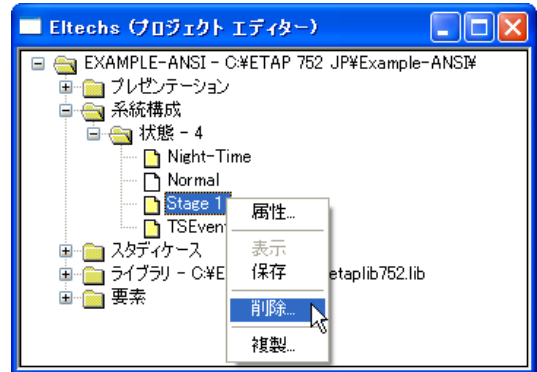 Eltechs (プロジェクト エディター)
EXAMPLE-ANSI - C:¥ETAP 752 JP¥Example-ANSI¥
プレゼンテーション
系統構成
状態 - 4
Night-Time
Normal
Stage 1
TSEvent
スタディケース
ライブラリ - C:¥E etaplib752.lib
要素
属性...
表示
保存
削除...
複製...